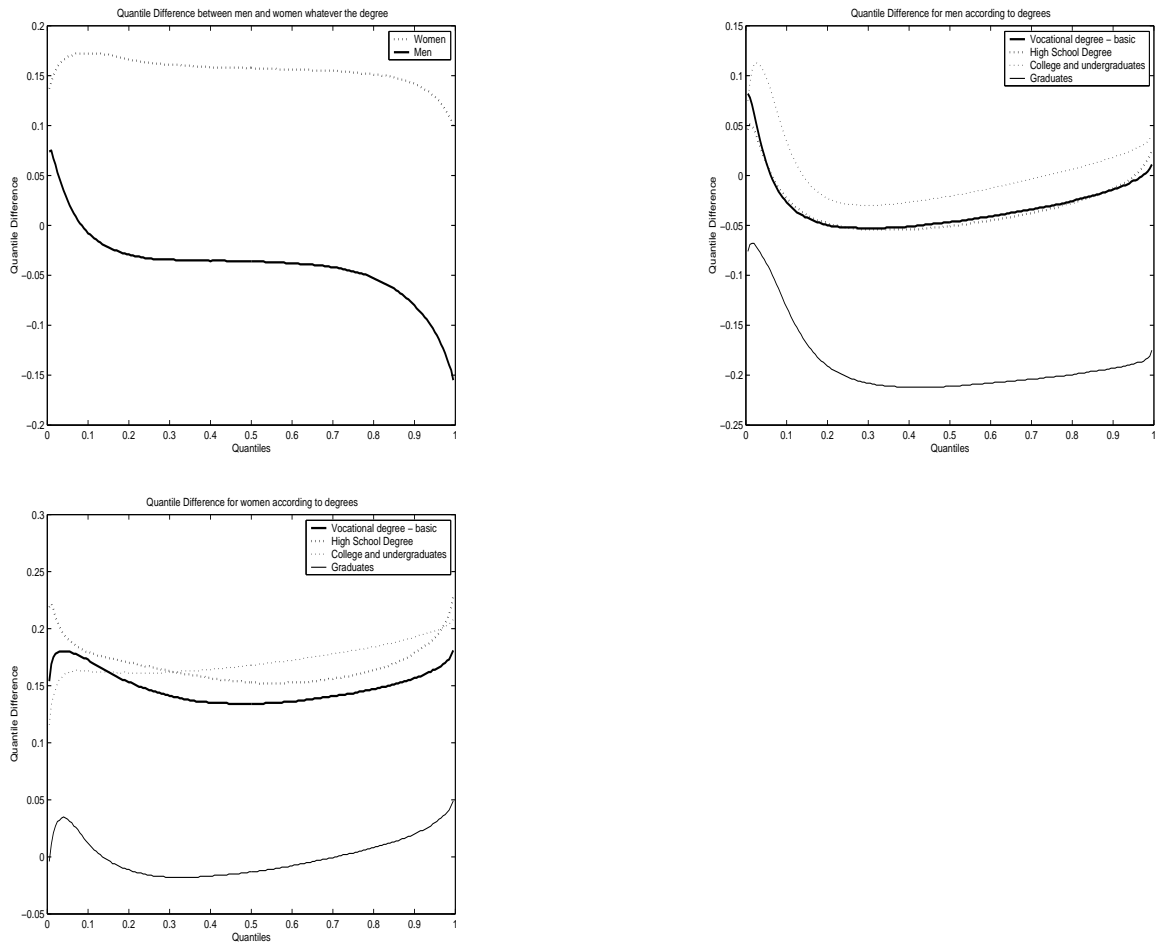 Quantile Difference between men and women whatever the degree
0.2
0.15
0.1
0.05
0
−0.05
−0.1
−0.15
−0.2
Quantile Difference
Women
Men
0 0.1 0.2 0.3 0.4 0.5 0.6 0.7 0.8 0.9 1
Quantiles
Quantile Difference for men according to degrees
0.15
0.1
0.05
0
−0.05
−0.1
−0.15
−0.2
−0.25
Quantile Difference
Vocational degree − basic
High School Degree
College and undergraduates
Graduates
0 0.1 0.2 0.3 0.4 0.5 0.6 0.7 0.8 0.9 1
Quantiles
Quantile Difference for women according to degrees
0.3
0.25
0.2
0.15
0.1
0.05
0
−0.05
Quantile Difference
Vocational degree − basic
High School Degree
College and undergraduates
Graduates
0 0.1 0.2 0.3 0.4 0.5 0.6 0.7 0.8 0.9 1
Quantiles